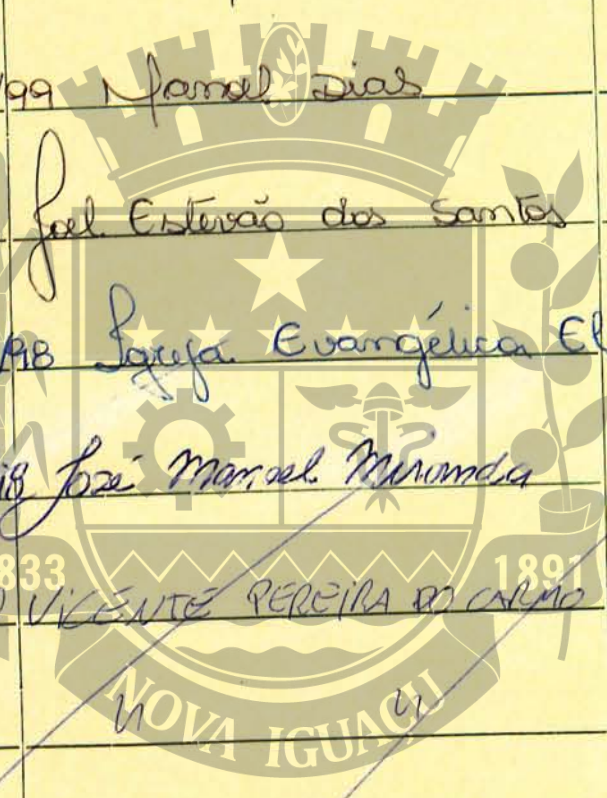 /99 Manoel Dias
Joel Estevão dos Santos
/98 Igreja Evangélica El
José Manoel Miranda
833 1891
VICENTE PEREIRA DO CARMO
" "
NOVA IGUAÇU